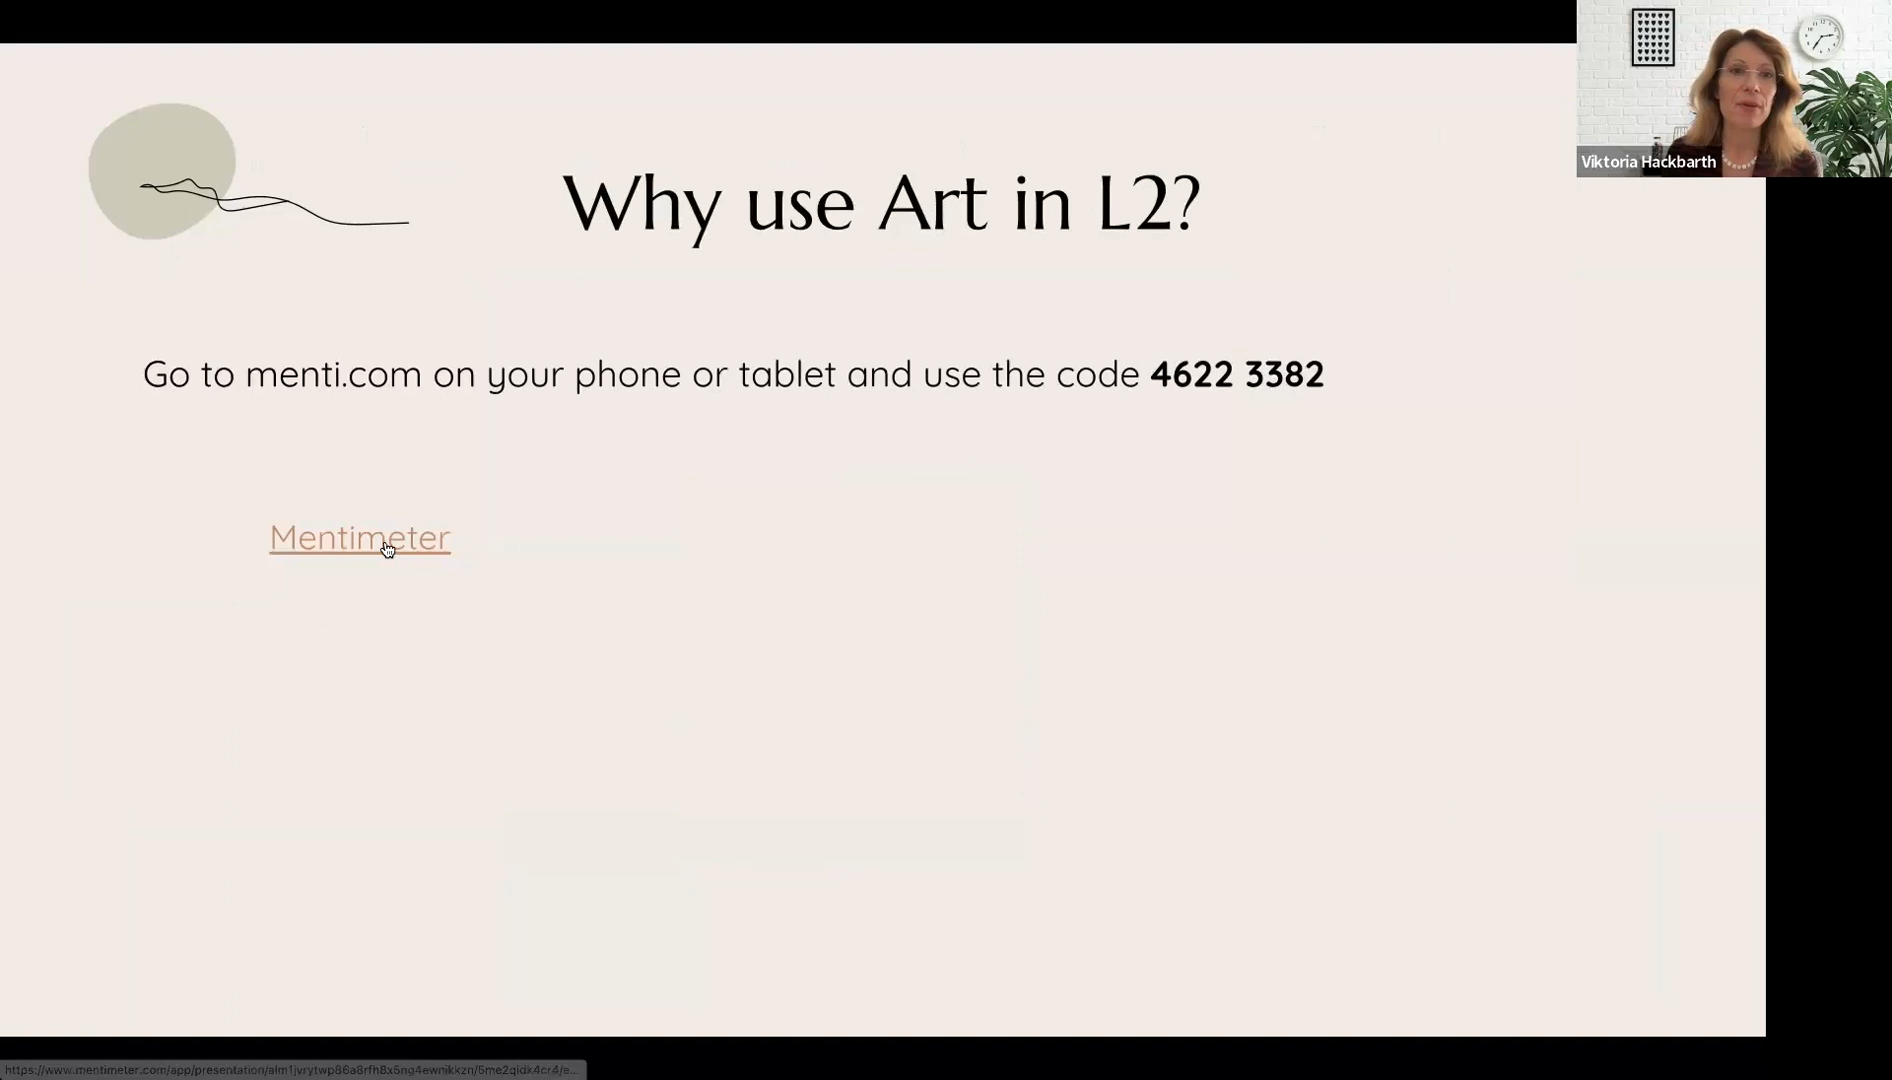 Viktoria Hackbarth
Why use Art in L2?
Go to menti.com on your phone or tablet and use the code 4622 3382
Mentimeter